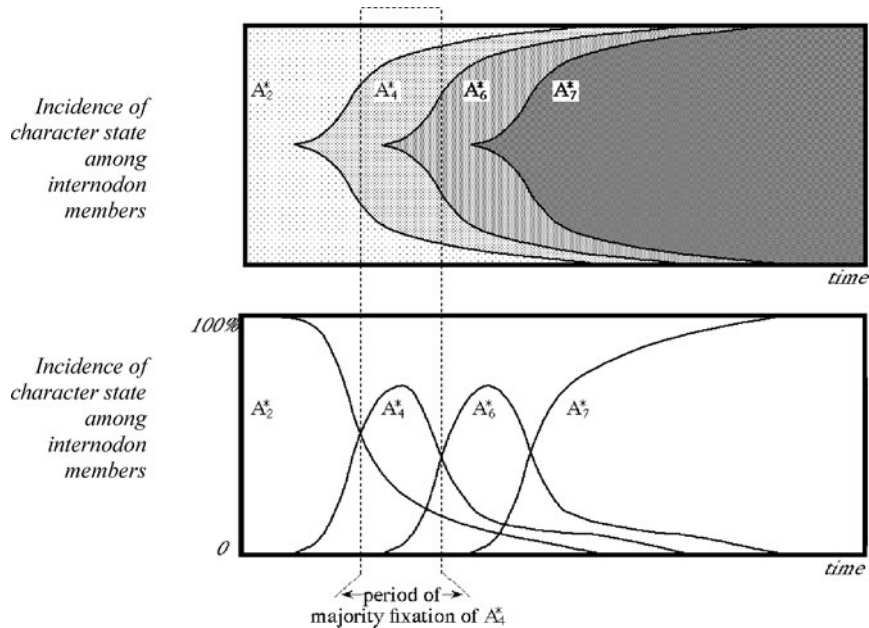 Incidence of
character state
among
internodon
members
A*2 A*4 A*6 A*7
time
100%
Incidence of
character state
among
internodon
members
A*2 A*4 A*6 A*7
0
time
period of
majority fixation of A*4